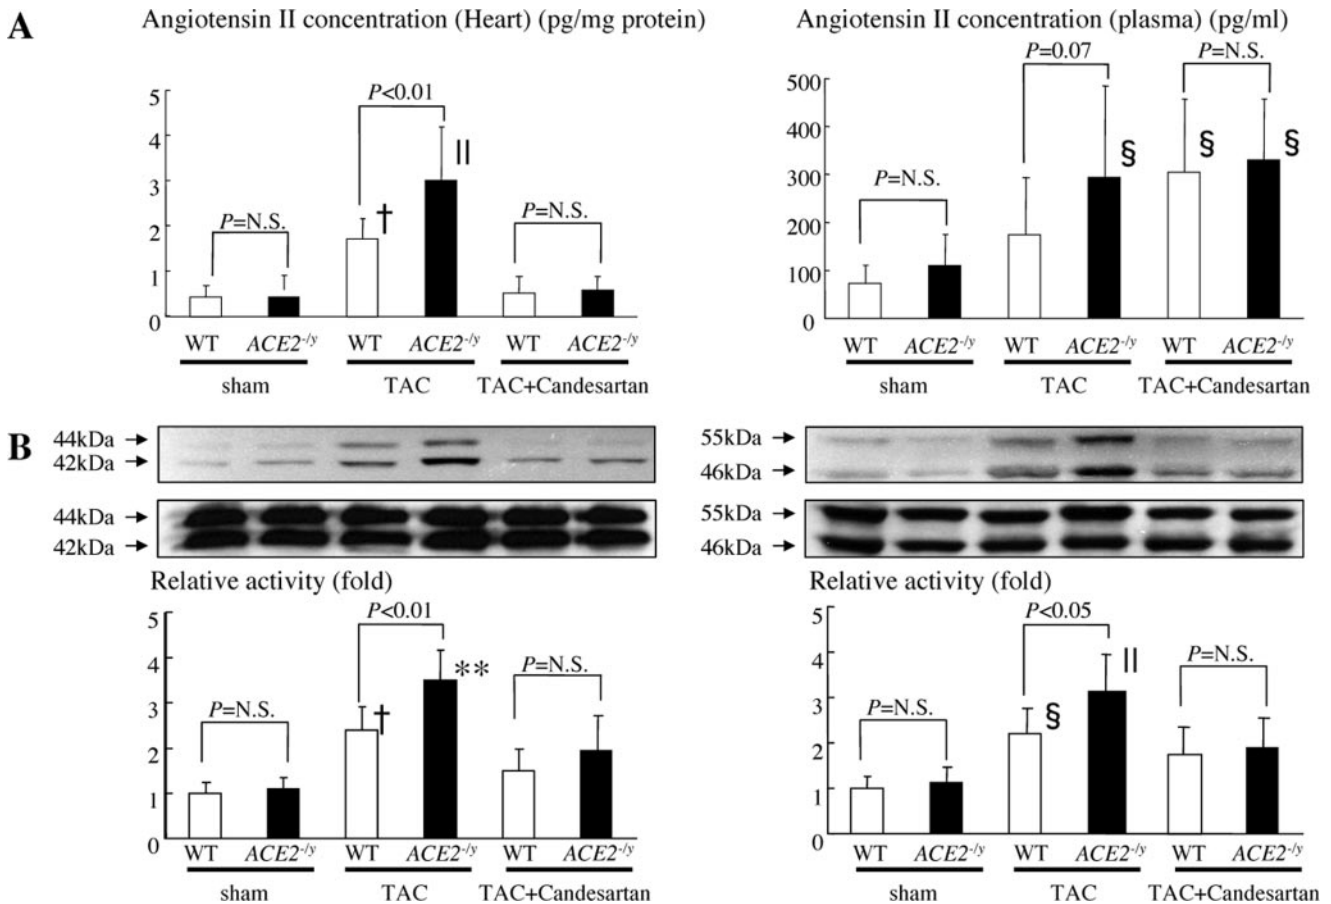 A
Angiotensin II concentration (Heart) (pg/mg protein)
5
4
3
2
1
0
P=N.S.
P<0.01
†
||
P=N.S.
WT ACE2-/y WT ACE2-/y WT ACE2-/y
sham TAC TAC+Candesartan
Angiotensin II concentration (plasma) (pg/ml)
500
400
300
200
100
0
P=N.S.
P=0.07
§
P=N.S.
§
§
WT ACE2-/y WT ACE2-/y WT ACE2-/y
sham TAC TAC+Candesartan
B
44kDa
42kDa
44kDa
42kDa
Relative activity (fold)
5
4
3
2
1
0
P=N.S.
P<0.01
†
**
P=N.S.
WT ACE2-/y WT ACE2-/y WT ACE2-/y
sham TAC TAC+Candesartan
55kDa
46kDa
55kDa
46kDa
Relative activity (fold)
5
4
3
2
1
0
P=N.S.
P<0.05
§
||
P=N.S.
WT ACE2-/y WT ACE2-/y WT ACE2-/y
sham TAC TAC+Candesartan